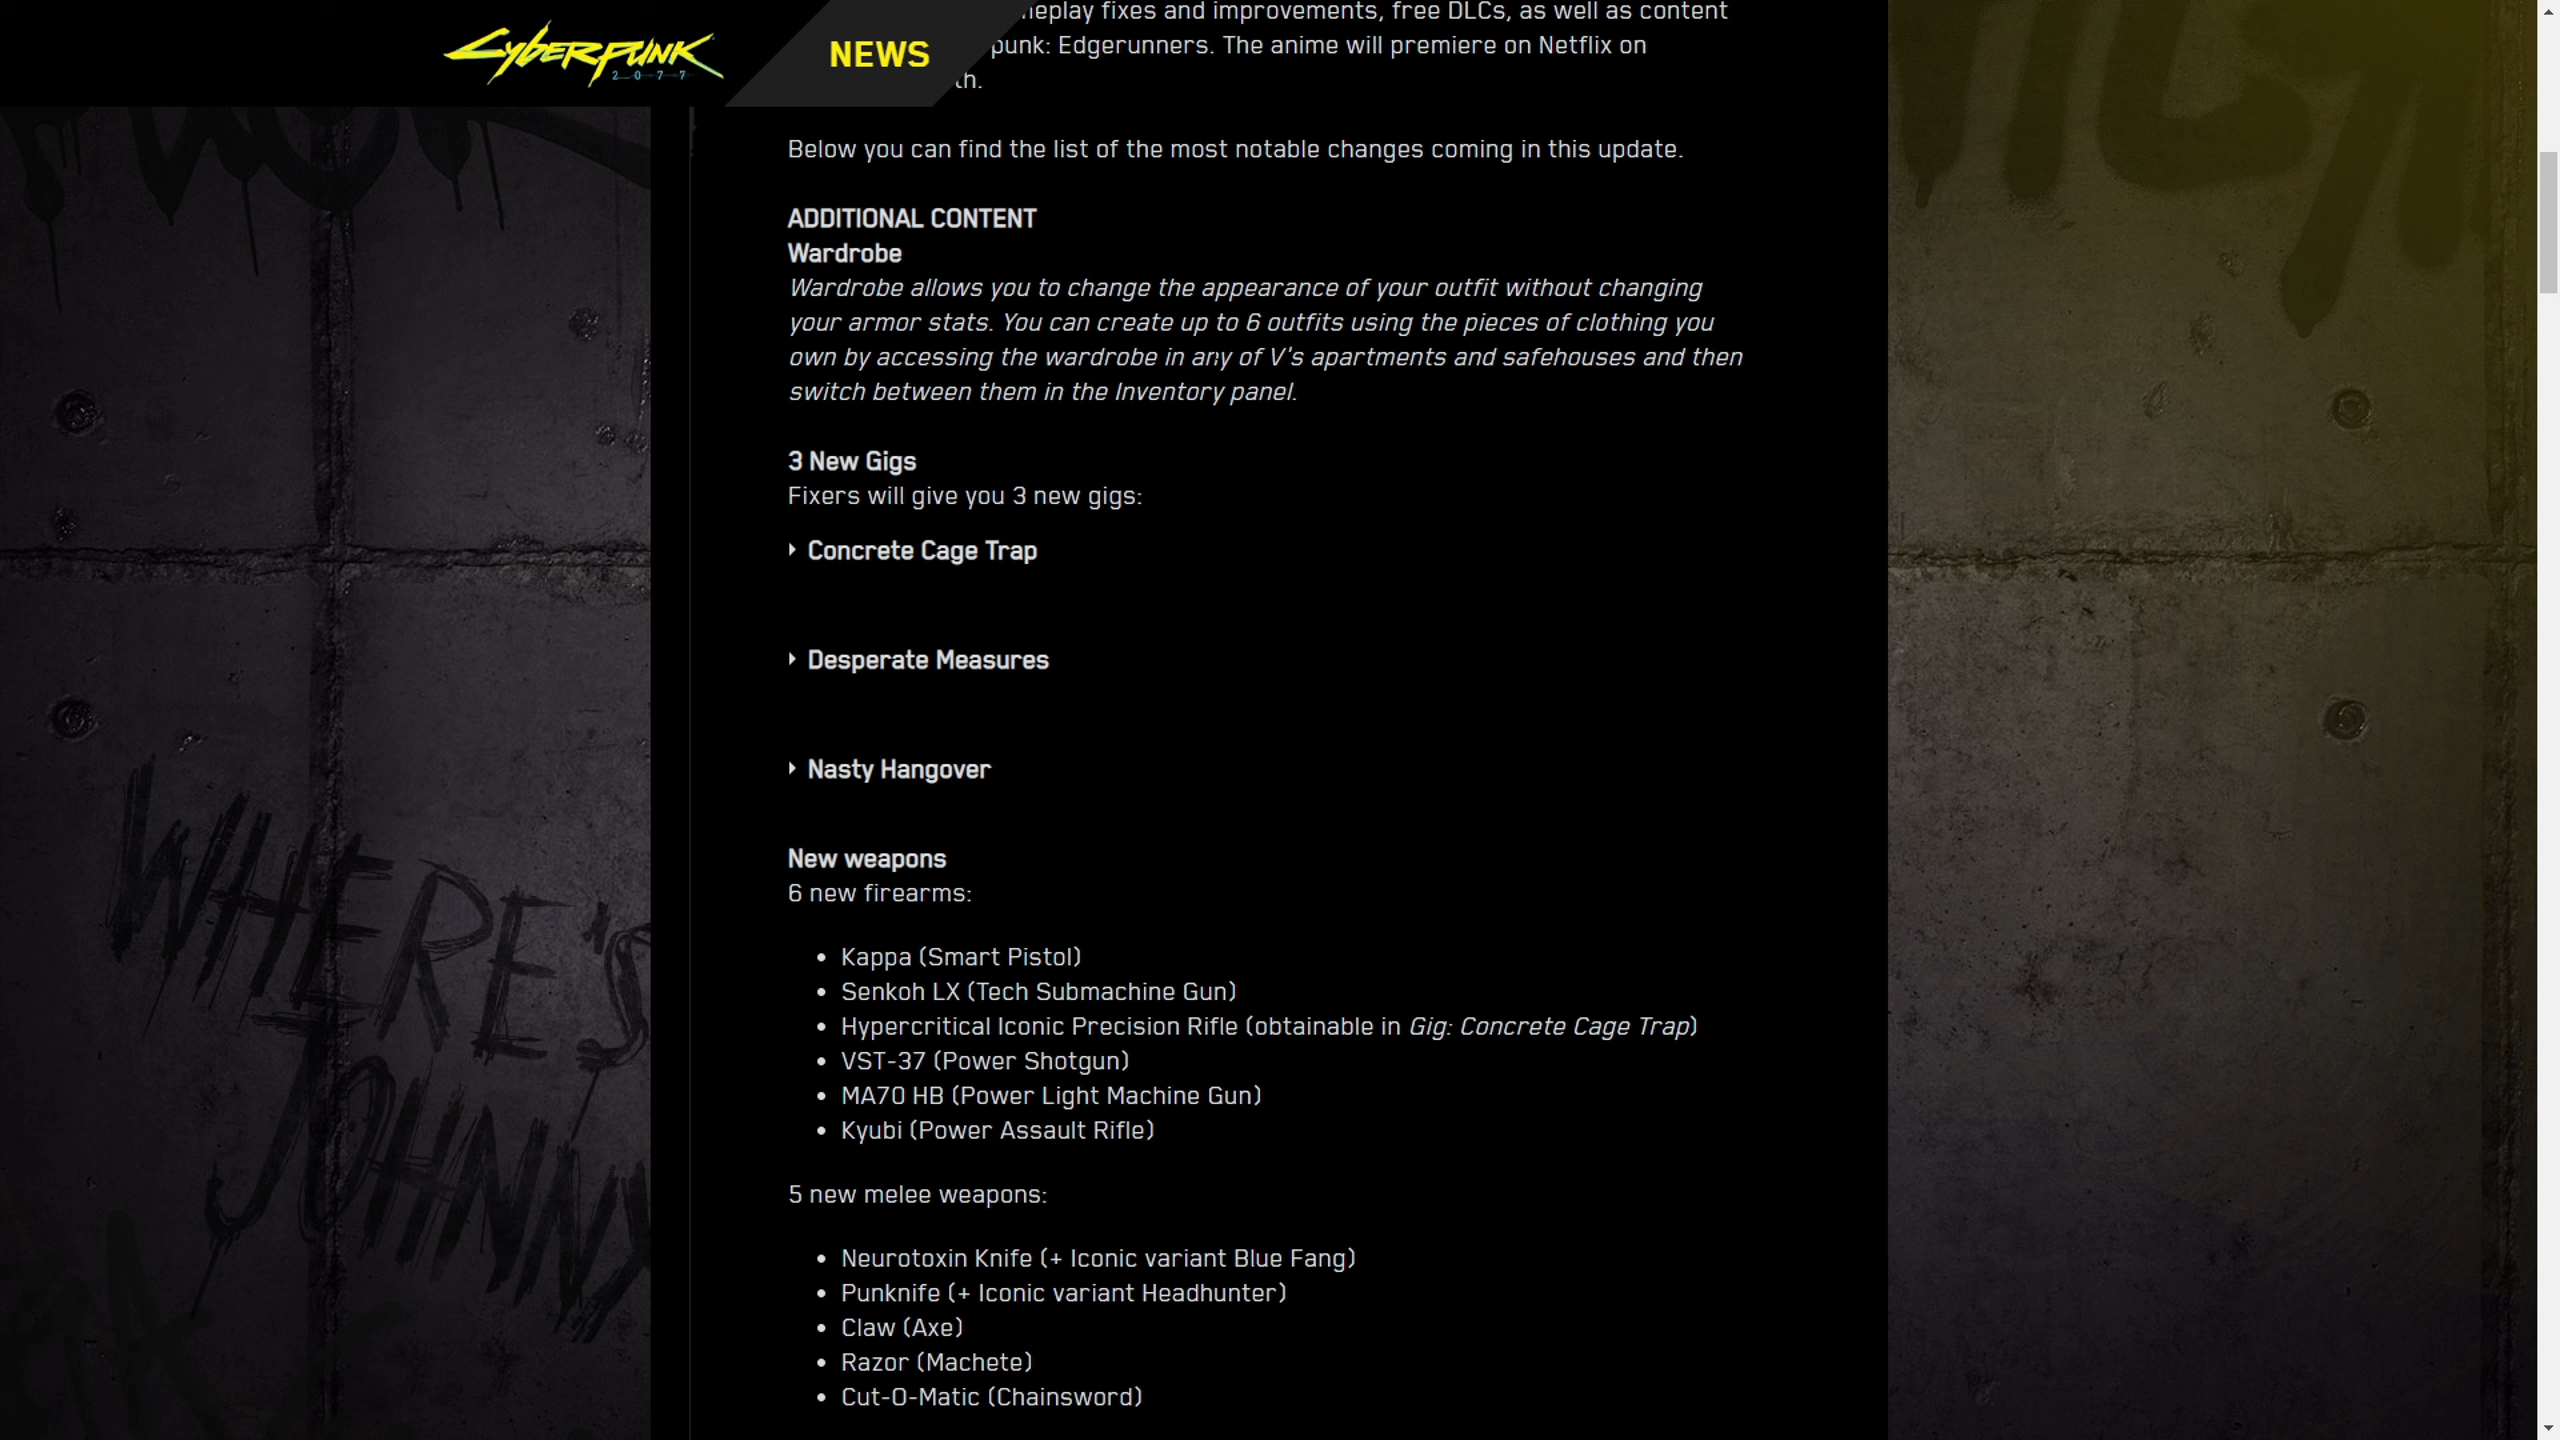 CYBERPUNK
2077
NEWS
fixes and improvements, free DLCs, as well as content
punk: Edgerunners. The anime will premiere on Netflix on
th.
Below you can find the list of the most notable changes coming in this update.
ADDITIONAL CONTENT
Wardrobe
Wardrobe allows you to change the appearance of your outfit without changing
your armor stats. You can create up to 6 outfits using the pieces of clothing you
own by accessing the wardrobe in any of V's apartments and safehouses and then
switch between them in the Inventory panel.
3 New Gigs
Fixers will give you 3 new gigs:
Concrete Cage Trap
Desperate Measures
Nasty Hangover
New weapons
6 new firearms:
• Kappa (Smart Pistol)
• Senkoh LX (Tech Submachine Gun)
• Hypercritical Iconic Precision Rifle (obtainable in Gig: Concrete Cage Trap)
• VST-37 (Power Shotgun)
• MA70 HB (Power Light Machine Gun)
• Kyubi (Power Assault Rifle)
5 new melee weapons:
• Neurotoxin Knife (+ Iconic variant Blue Fang)
• Punknife (+ Iconic variant Headhunter)
• Claw (Axe)
• Razor (Machete)
• Cut-O-Matic (Chainsword)
WHERE'S
JOHNNY